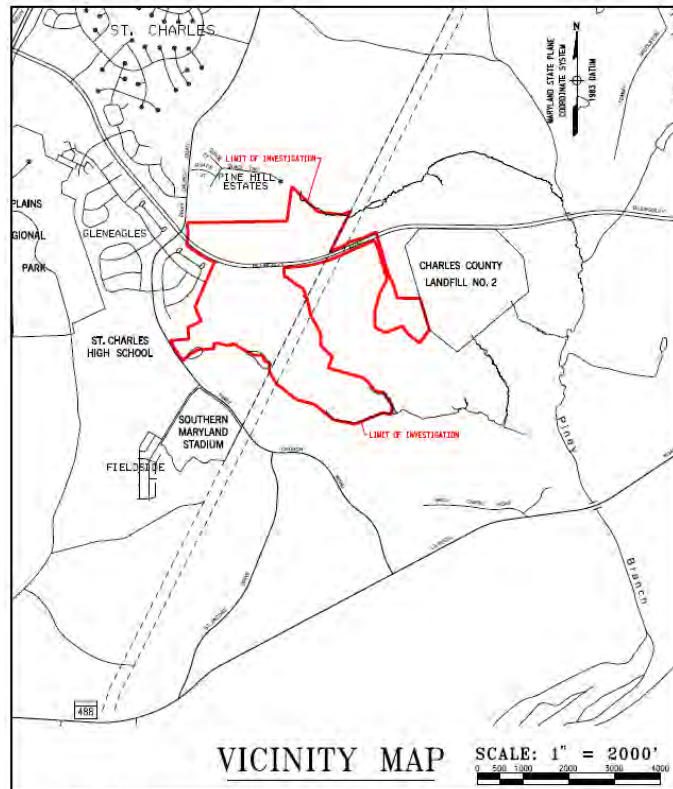 ST. CHARLES
N
MARYLAND STATE PLANE
COORDINATE SYSTEM
1983 DATUM
LIMIT OF INVESTIGATION
PINE HILL
ESTATES
PLAINS
GIONAL
PARK
GLENEAGLES
CHARLES COUNTY
LANDFILL NO. 2
ST. CHARLES
HIGH SCHOOL
SOUTHERN
MARYLAND
STADIUM
LIMIT OF INVESTIGATION
FIELDSIDE
Piney
Branch
488
VICINITY MAP
SCALE: 1" = 2000'
0 500 1000 2000 3000 4000